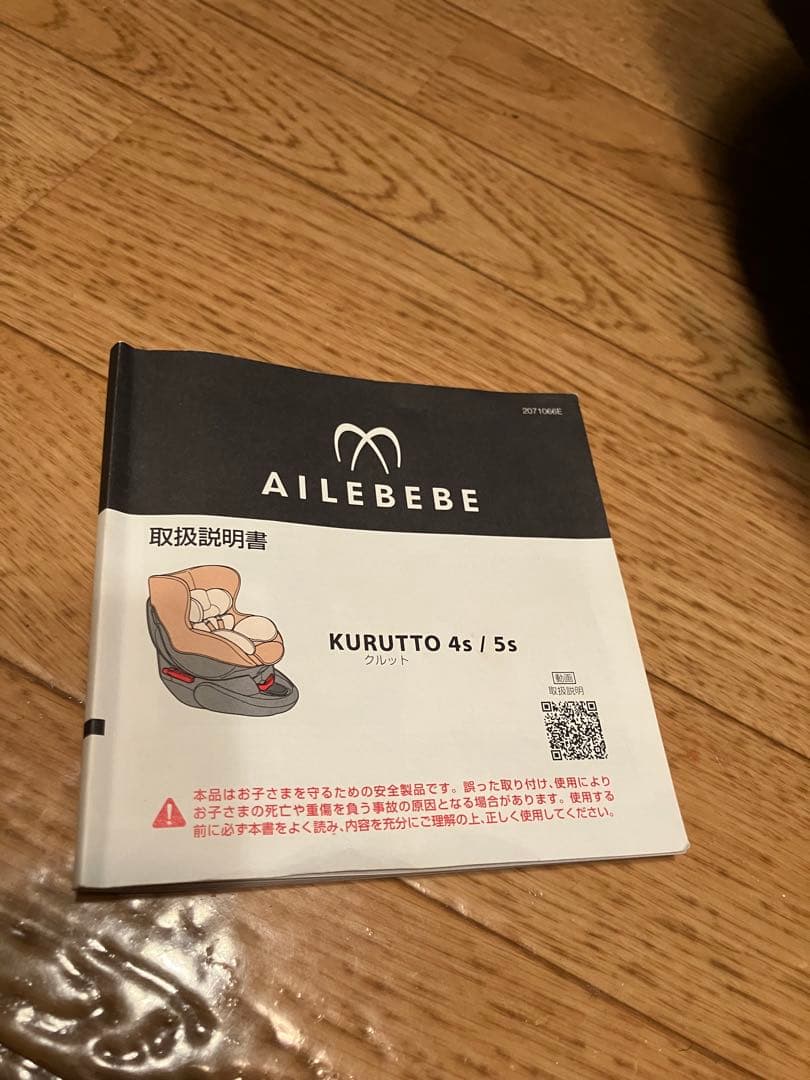 2071066E
AILEBEBE
取扱説明書
KURUTTO 4s / 5s
クルット
動画
取扱説明
本品はお子さまを守るための安全製品です。誤った取り付け、使用により
お子さまの死亡や重傷を負う事故の原因となる場合があります。使用する
前に必ず本書をよく読み、内容を充分にご理解の上、正しく使用してください。